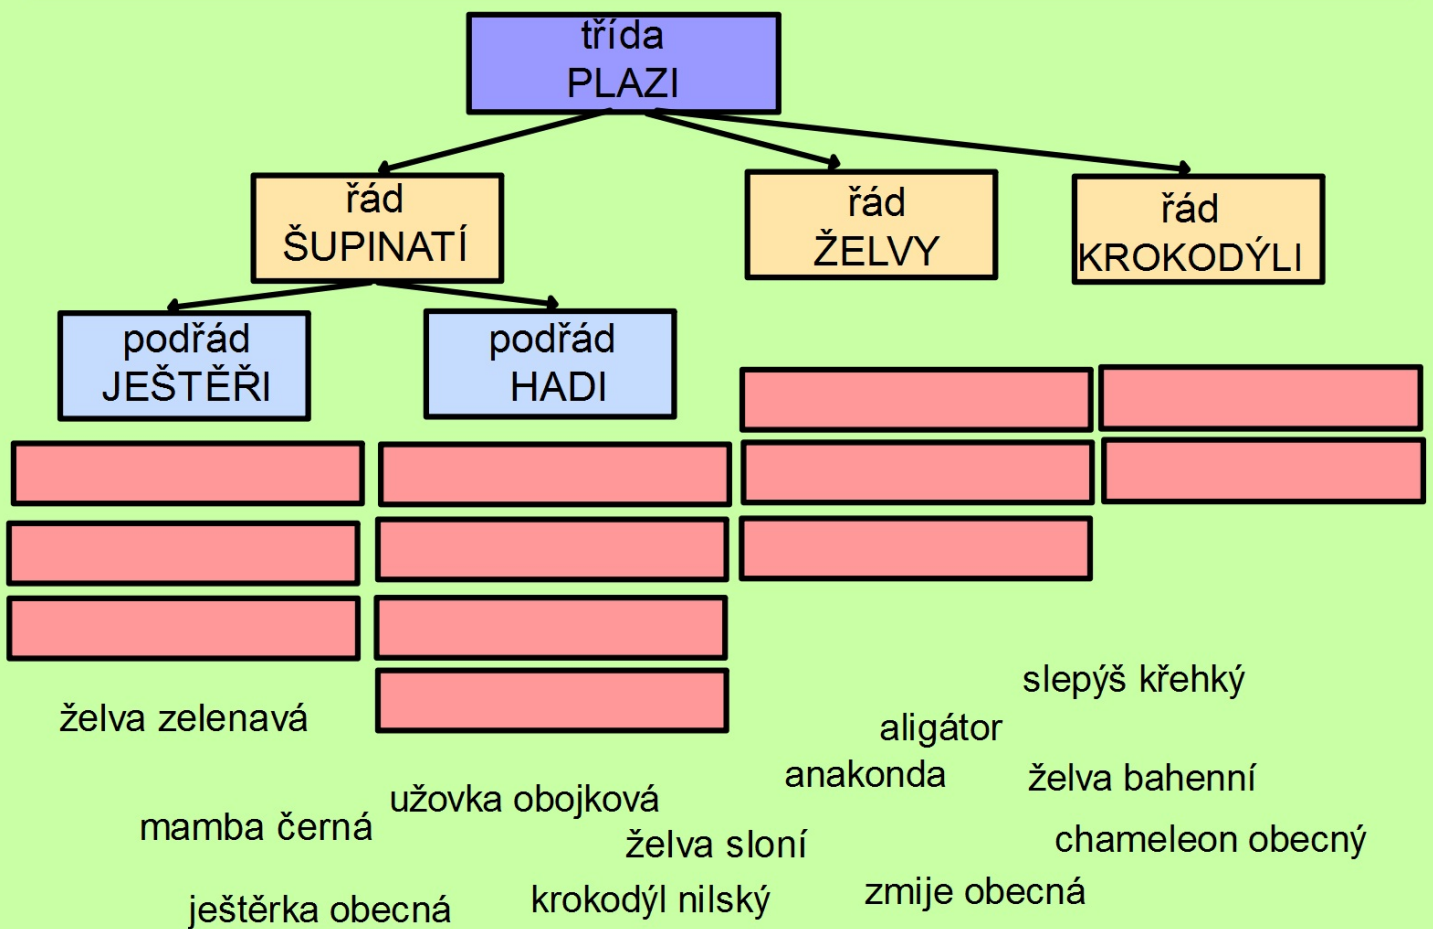 třída
PLAZI
řád
ŠUPINATÍ
řád
ŽELVY
řád
KROKODÝLI
podřád
JEŠTĚŘI
podřád
HADI
slepýš křehký
želva zelenavá
aligátor
anakonda
želva bahenní
užovka obojková
mamba černá
želva sloní
chameleon obecný
ještěrka obecná
krokodýl nilský
zmije obecná